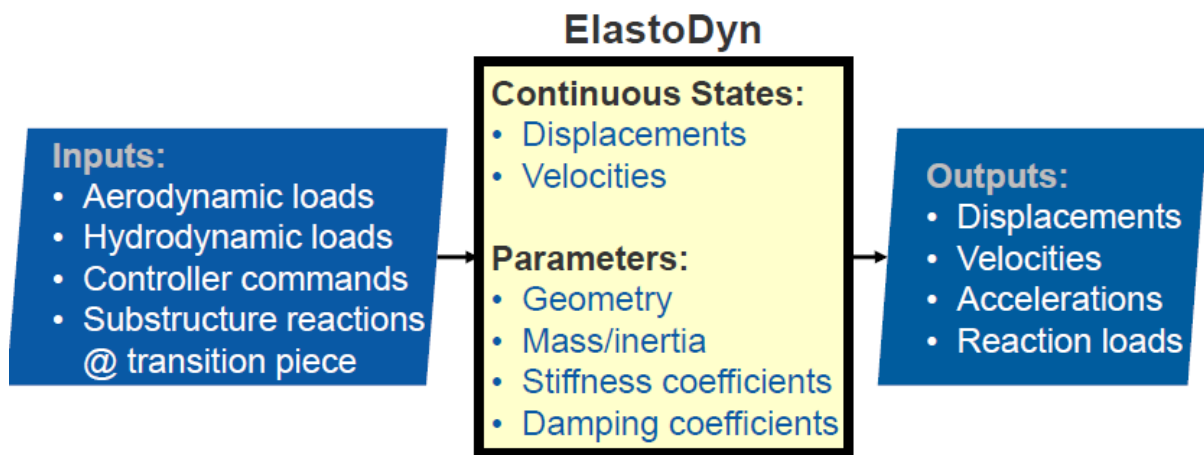 ElastoDyn
Inputs:
• Aerodynamic loads
• Hydrodynamic loads
• Controller commands
• Substructure reactions
@ transition piece
Continuous States:
• Displacements
• Velocities
Parameters:
• Geometry
• Mass/inertia
• Stiffness coefficients
• Damping coefficients
Outputs:
• Displacements
• Velocities
• Accelerations
• Reaction loads